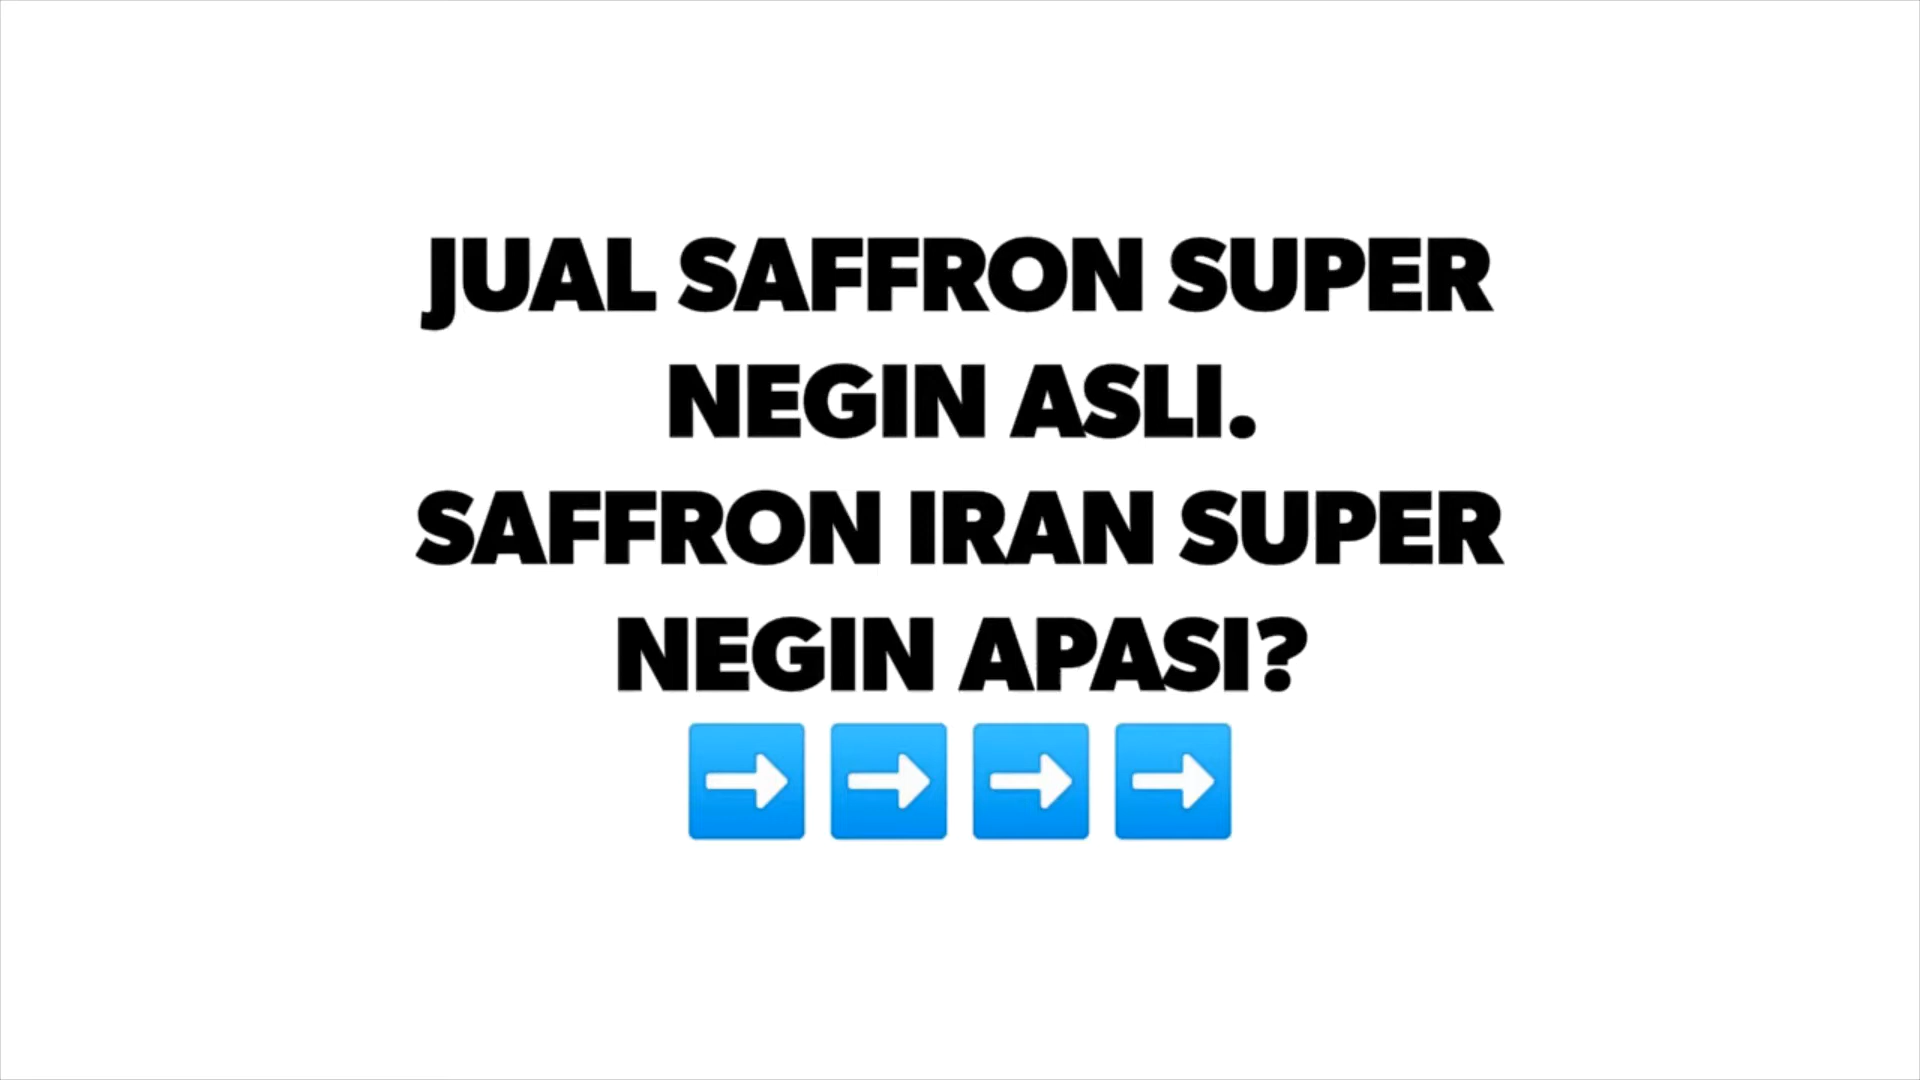 JUAL SAFFRON SUPER
NEGIN ASLI.
SAFFRON IRAN SUPER
NEGIN APASI?
➡️➡️➡️➡️